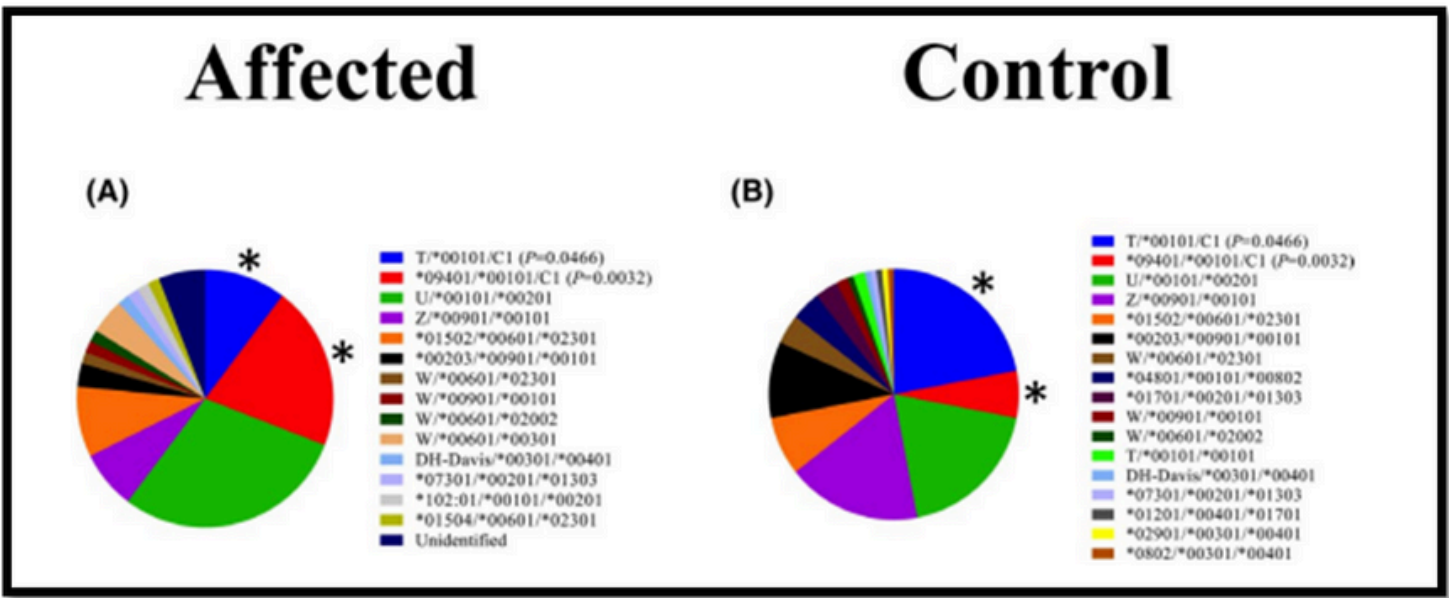 Affected
Control
(A)
*
*
T/*00101/C1 (P=0.0466)
*09401/*00101/C1 (P=0.0032)
U/*00101/*00201
Z/*00901/*00101
*01502/*00601/*02301
*00203/*00901/*00101
W/*00601/*02301
W/*00901/*00101
W/*00601/*02002
W/*00601/*00301
DH-Davis/*00301/*00401
*07301/*00201/*01303
*102:01/*00101/*00201
*01504/*00601/*02301
Unidentified
(B)
*
*
T/*00101/C1 (P=0.0466)
*09401/*00101/C1 (P=0.0032)
U/*00101/*00201
Z/*00901/*00101
*01502/*00601/*02301
*00203/*00901/*00101
W/*00601/*02301
*04801/*00101/*00802
*01701/*00201/*01303
W/*00901/*00101
W/*00601/*02002
T/*00101/*00101
DH-Davis/*00301/*00401
*07301/*00201/*01303
*01201/*00401/*01701
*02901/*00301/*00401
*0802/*00301/*00401